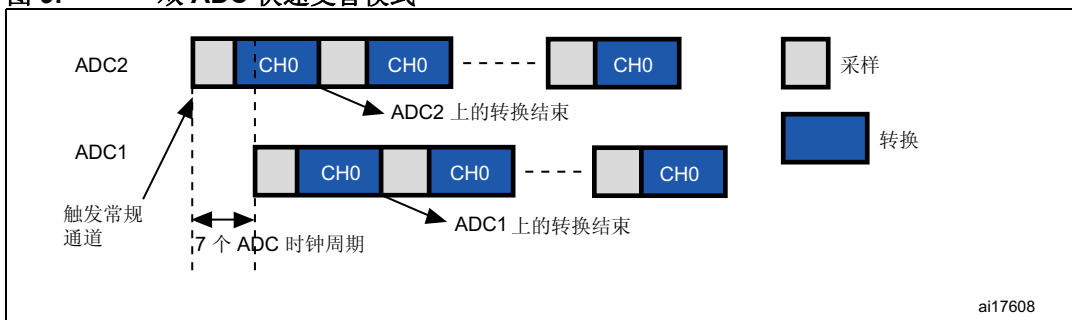 ADC2
CH0
CH0
CH0
采样
ADC2 上的转换结束
转换
ADC1
CH0
CH0
CH0
ADC1 上的转换结束
触发常规
通道
7 个 ADC 时钟周期
ai17608